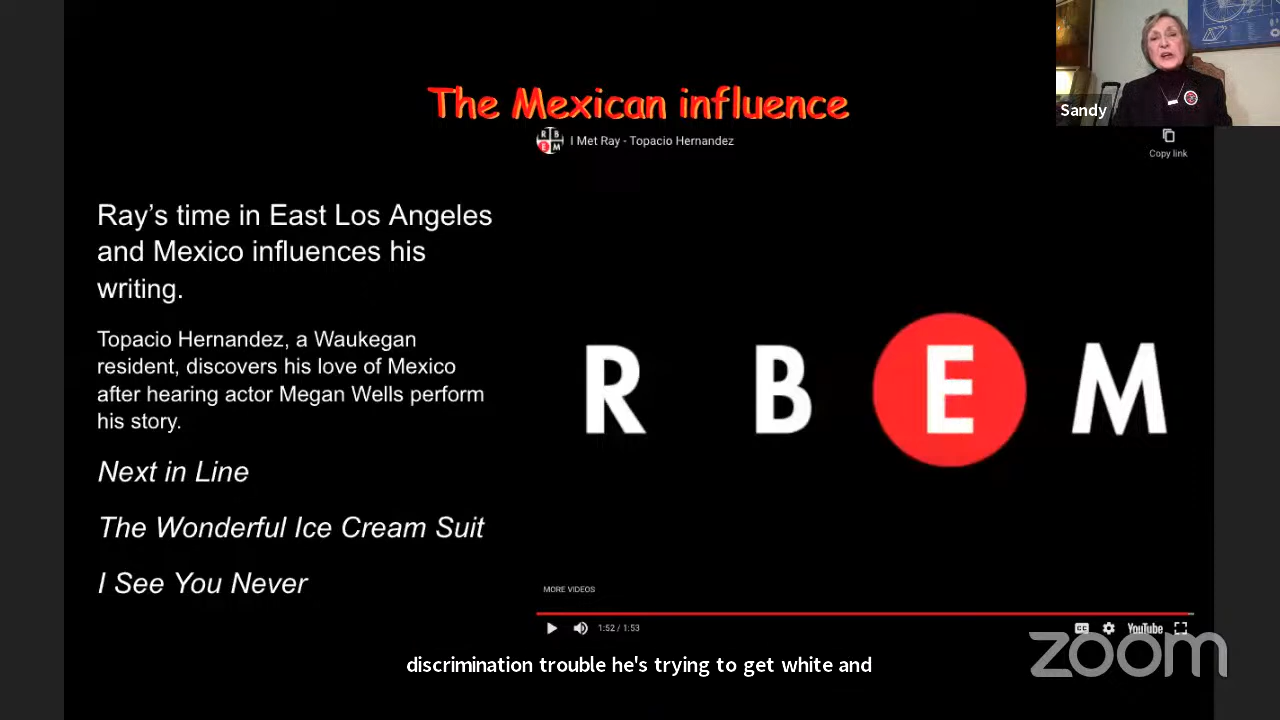 Sandy
The Mexican influence
R B
E M
I Met Ray - Topacio Hernandez
Copy link
Ray’s time in East Los Angeles
and Mexico influences his
writing.
Topacio Hernandez, a Waukegan
resident, discovers his love of Mexico
after hearing actor Megan Wells perform
his story.
Next in Line
The Wonderful Ice Cream Suit
I See You Never
R B E M
MORE VIDEOS
1:52 / 1:53
CC
YouTube
zoom
discrimination trouble he's trying to get white and